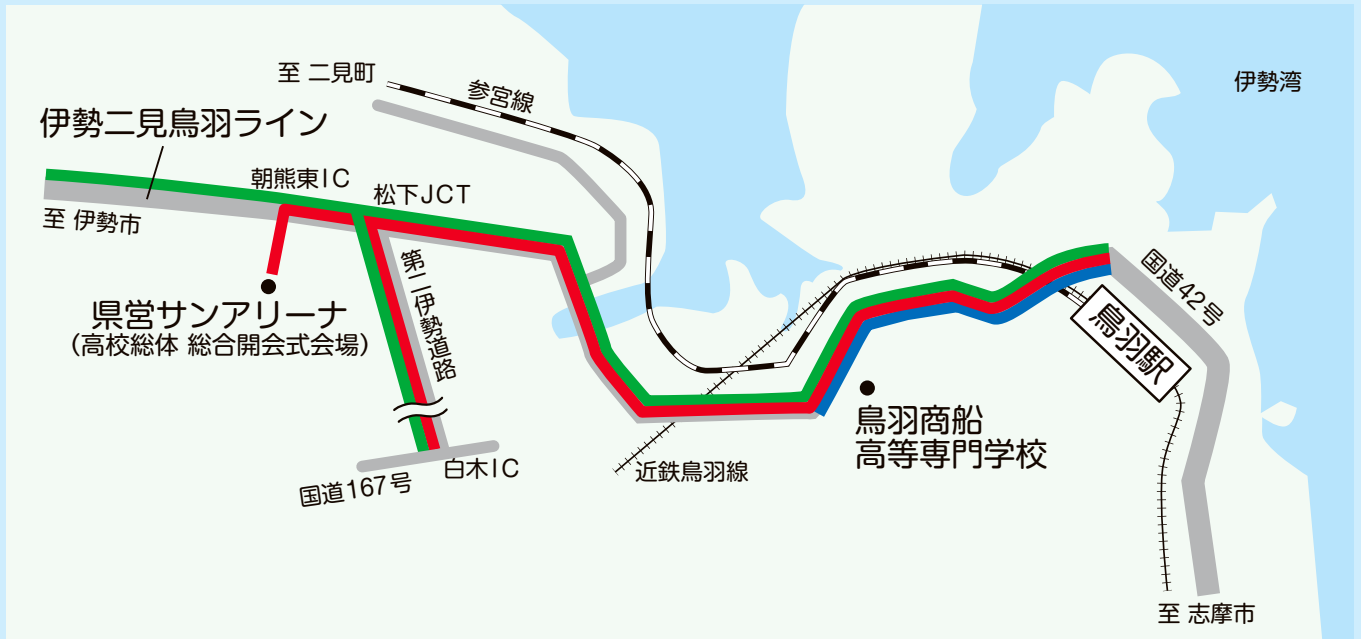 至 二見町
参宮線
伊勢湾
伊勢二見鳥羽ライン
朝熊東IC
松下JCT
至 伊勢市
第二伊勢道路
国道42号
県営サンアリーナ
（高校総体 総合開会式会場）
鳥羽駅
鳥羽商船
高等専門学校
近鉄鳥羽線
白木IC
国道167号
至 志摩市